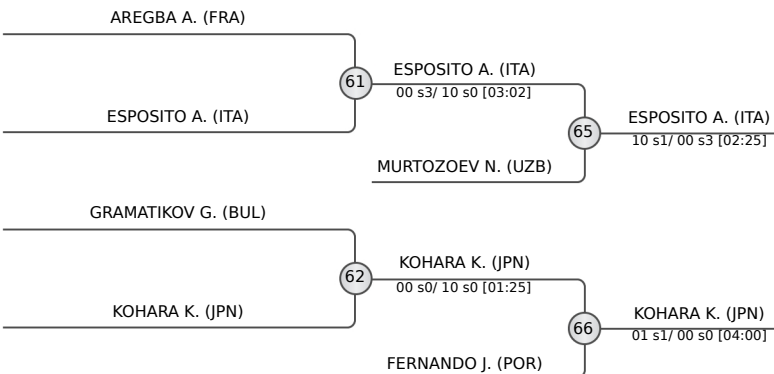 AREGBA A. (FRA)
61
ESPOSITO A. (ITA)
00 s3/ 10 s0 [03:02]
ESPOSITO A. (ITA)
65
ESPOSITO A. (ITA)
10 s1/ 00 s3 [02:25]
MURTOZOEV N. (UZB)
GRAMATIKOV G. (BUL)
62
KOHARA K. (JPN)
00 s0/ 10 s0 [01:25]
KOHARA K. (JPN)
66
KOHARA K. (JPN)
01 s1/ 00 s0 [04:00]
FERNANDO J. (POR)